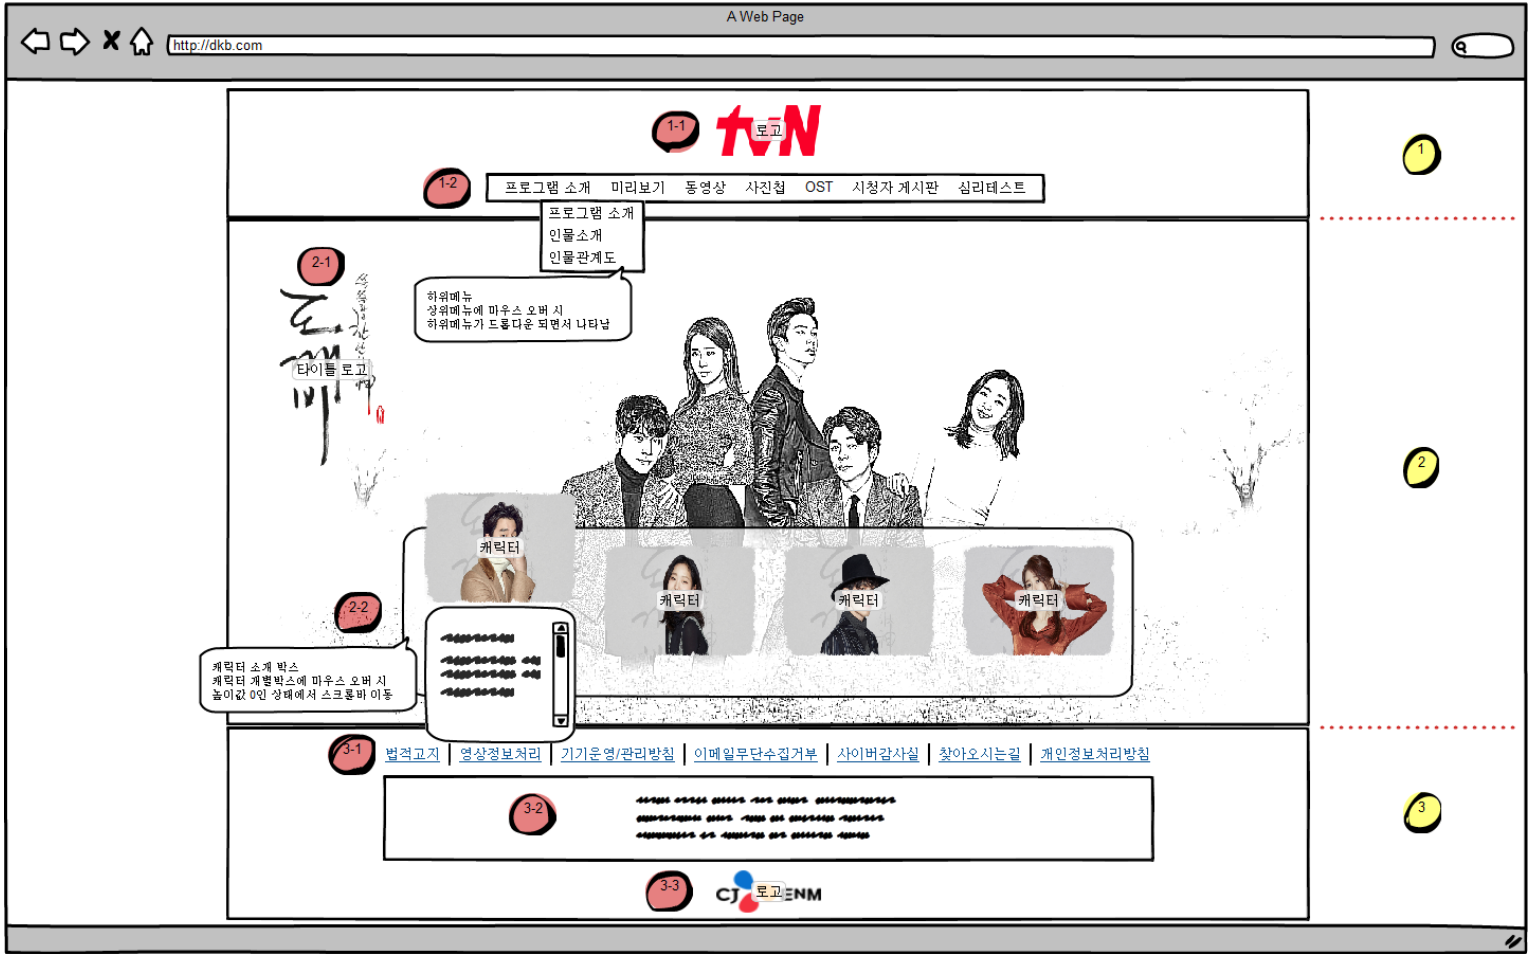 A Web Page
http://dkb.com
1-1
tvN
로고
1
1-2
프로그램 소개 미리보기 동영상 사진첩 OST 시청자 게시판 심리테스트
프로그램 소개
인물소개
인물관계도
2-1
하위메뉴
상위메뉴에 마우스 오버 시
하위메뉴가 드롭다운 되면서 나타남
도깨비
타이틀 로고
2
캐릭터
캐릭터
캐릭터
캐릭터
2-2
캐릭터 소개 박스
캐릭터 개별박스에 마우스 오버 시
높이값 0인 상태에서 스크롤바 이동
3-1
법적고지 | 영상정보처리 | 기기운영/관리방침 | 이메일무단수집거부 | 사이버감사실 | 찾아오시는길 | 개인정보처리방침
3-2
3
3-3
CJ ENM
로고